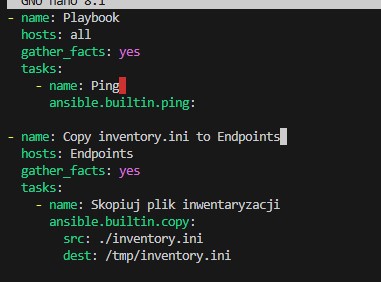 GNU nano 8.1
- name: Playbook
  hosts: all
  gather_facts: yes
  tasks:
    - name: Ping
      ansible.builtin.ping:

- name: Copy inventory.ini to Endpoints
  hosts: Endpoints
  gather_facts: yes
  tasks:
    - name: Skopiuj plik inwentaryzacji
      ansible.builtin.copy:
        src: ./inventory.ini
        dest: /tmp/inventory.ini